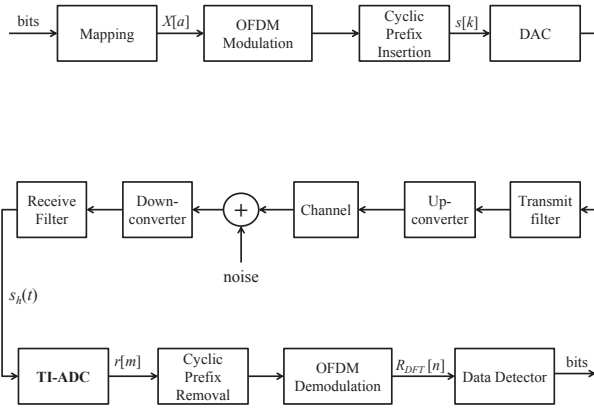 bits
Mapping
X[a]
OFDM
Modulation
Cyclic
Prefix
Insertion
s[k]
DAC
Receive
Filter
Down-
converter
+
noise
Channel
Up-
converter
Transmit
filter
s_h(t)
TI-ADC
r[m]
Cyclic
Prefix
Removal
OFDM
Demodulation
R_DFT[n]
Data Detector
bits